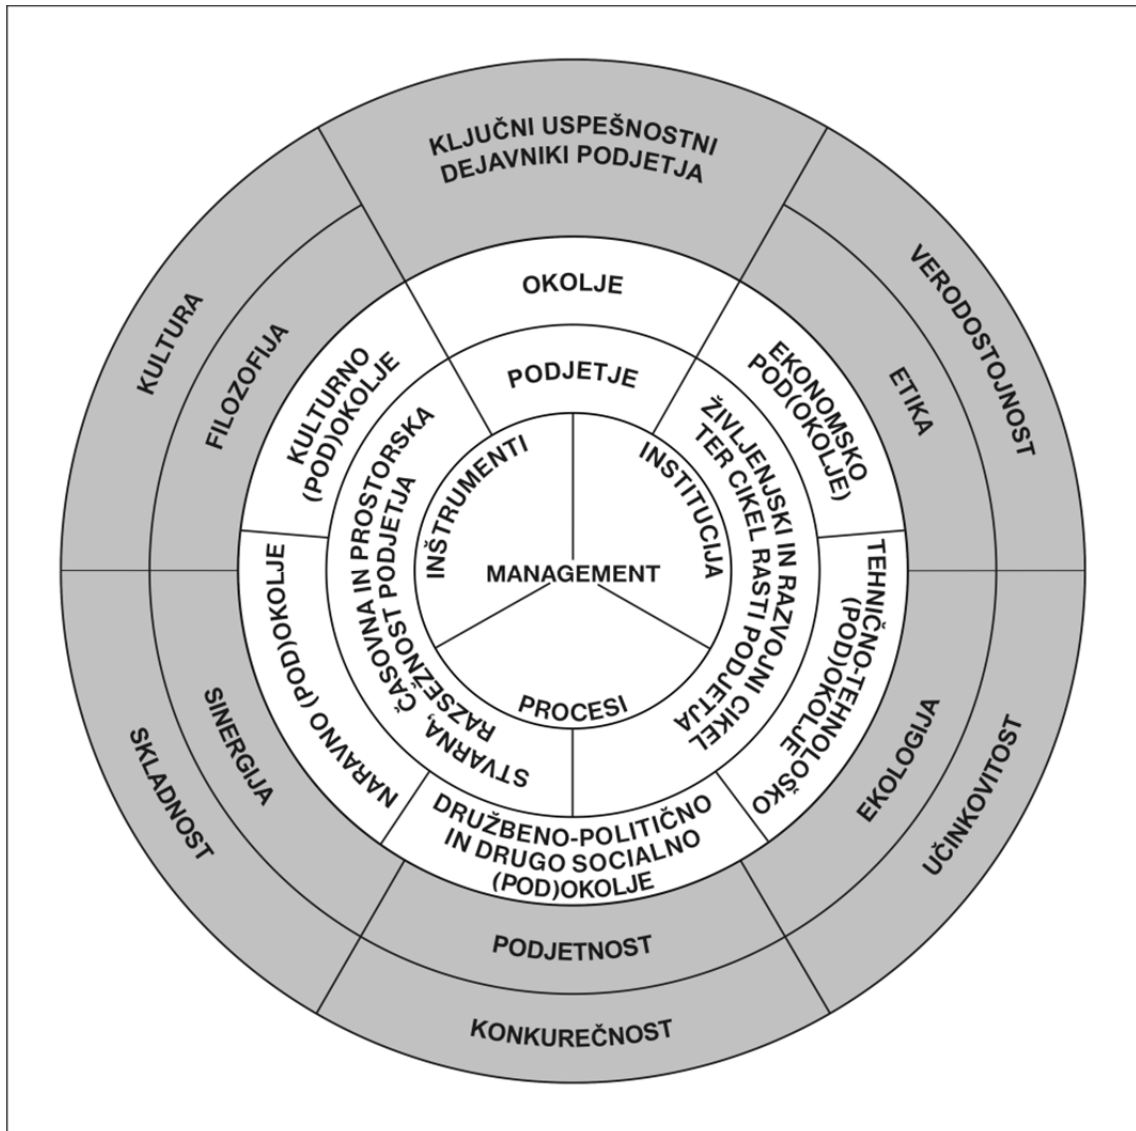 KLJUČNI USPEŠNOSTNI
DEJAVNIKI PODJETJA
KULTURA
FILOZOFIJA
VERODOSTOJNOST
ETIKA
OKOLJE
PODJETJE
KULTURNO
(POD)OKOLJE
EKONOMSKO
POD(OKOLJE)
STVARNA, ČASOVNA IN PROSTORSKA
RAZSEŽNOST PODJETJA
ŽIVLJENJSKI IN RAZVOJNI CIKEL
TER CIKEL RASTI PODJETJA
INŠTRUMENTI
INSTITUCIJA
MANAGEMENT
PROCESI
NARAVNO (POD)OKOLJE
TEHNIČNO-TEHNOLOŠKO
(POD)OKOLJE
DRUŽBENO-POLITIČNO
IN DRUGO SOCIALNO
(POD)OKOLJE
SINERGIJA
SKLADNOST
EKOLOGIJA
UČINKOVITOST
PODJETNOST
KONKUREČNOST